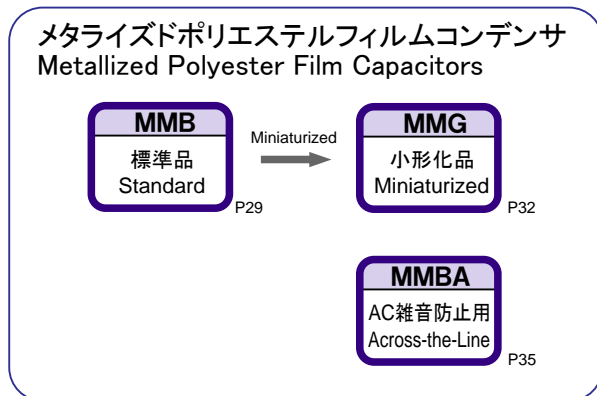 メタライズドポリエステルフィルムコンデンサ
Metallized Polyester Film Capacitors
MMB
標準品
Standard
P29
Miniaturized
MMG
小形化品
Miniaturized
P32
MMBA
AC雑音防止用
Across-the-Line
P35